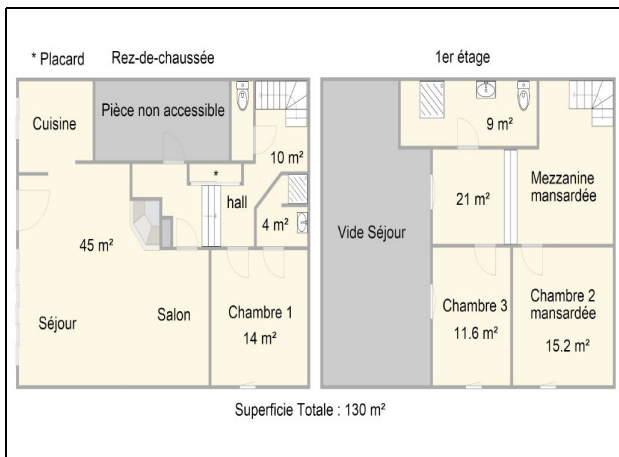 * Placard
Rez-de-chaussée
1er étage
Cuisine
Pièce non accessible
10 m²
*
hall
4 m²
45 m²
Séjour
Salon
Chambre 1
14 m²
9 m²
21 m²
Mezzanine
mansardée
Vide Séjour
Chambre 3
11.6 m²
Chambre 2
mansardée
15.2 m²
Superficie Totale : 130 m²